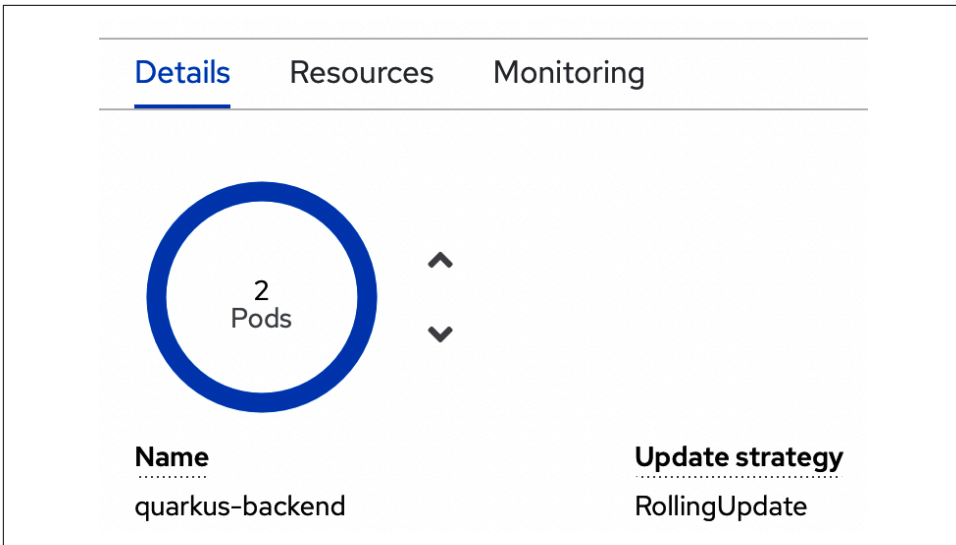 Details Resources Monitoring
2
Pods
Name Update strategy
quarkus-backend RollingUpdate